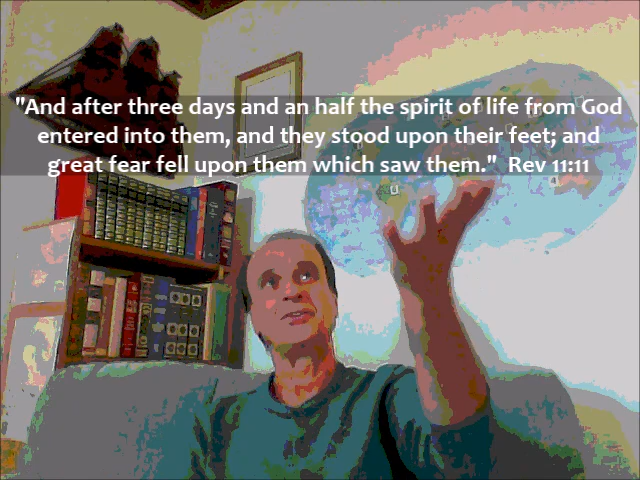 "And after three days and an half the spirit of life from God
entered into them, and they stood upon their feet; and
great fear fell upon them which saw them."  Rev 11:11